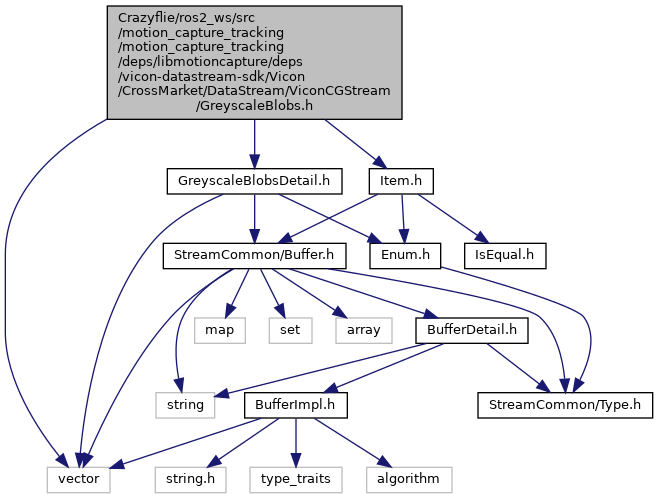 Crazyflie/ros2_ws/src
/motion_capture_tracking
/motion_capture_tracking
/deps/libmotioncapture/deps
/vicon-datastream-sdk/Vicon
/CrossMarket/DataStream/ViconCGStream
/GreyscaleBlobs.h
GreyscaleBlobsDetail.h
Item.h
StreamCommon/Buffer.h
Enum.h
IsEqual.h
map
set
array
BufferDetail.h
string
BufferImpl.h
StreamCommon/Type.h
vector
string.h
type_traits
algorithm